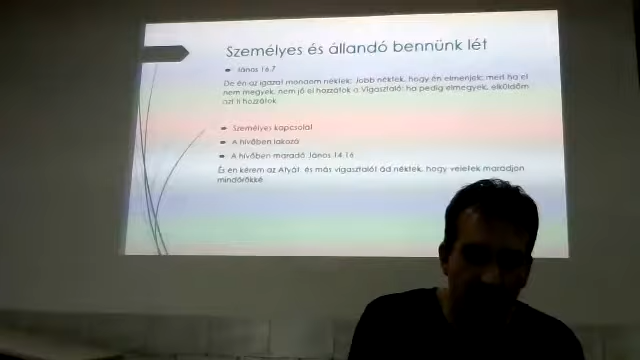 Személyes és állandó bennünk lét
János 16,7
De én az igazat mondom néktek: Jobb néktek, hogy én elmenjek: mert ha el
nem megyek, nem jő el hozzátok a Vigasztaló: ha pedig elmegyek, elküldöm
azt ti hozzátok
Személyes kapcsolat
A hívőben lakozó
A hívőben maradó János 14,16
És én kérem az Atyát és más vigasztalót ád néktek, hogy veletek maradjon
mindörökké